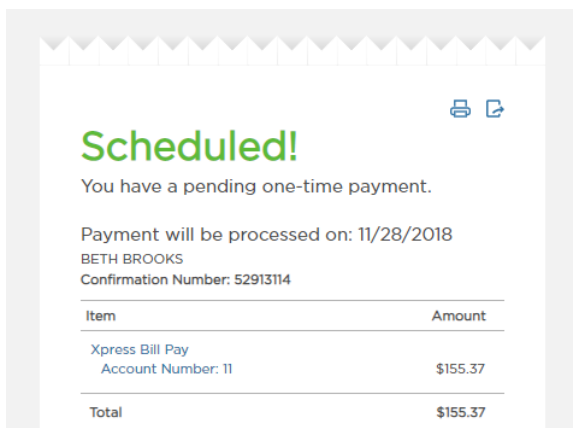 Scheduled!
You have a pending one-time payment.
Payment will be processed on: 11/28/2018
BETH BROOKS
Confirmation Number: 52913114
Item Amount
Xpress Bill Pay
Account Number: 11 $155.37
Total $155.37